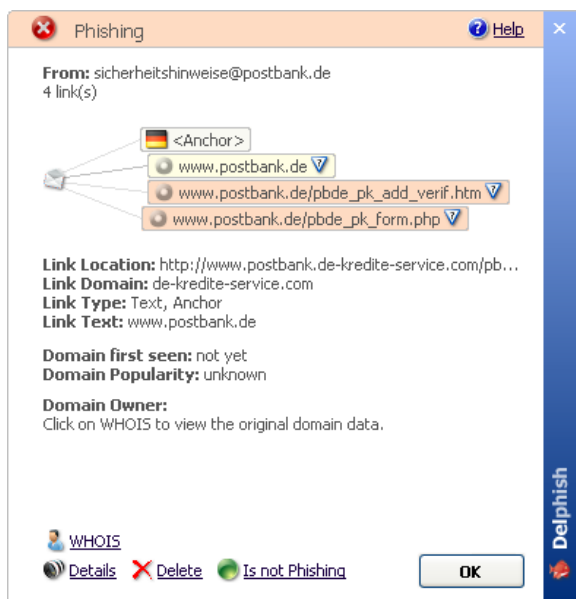 Phishing
Help
From: sicherheitshinweise@postbank.de
4 link(s)
<Anchor>
www.postbank.de
www.postbank.de/pbde_pk_add_verif.htm
www.postbank.de/pbde_pk_form.php
Link Location: http://www.postbank.de-kredite-service.com/pb...
Link Domain: de-kredite-service.com
Link Type: Text, Anchor
Link Text: www.postbank.de
Domain first seen: not yet
Domain Popularity: unknown
Domain Owner:
Click on WHOIS to view the original domain data.
WHOIS
Details Delete Is not Phishing OK
Delphish